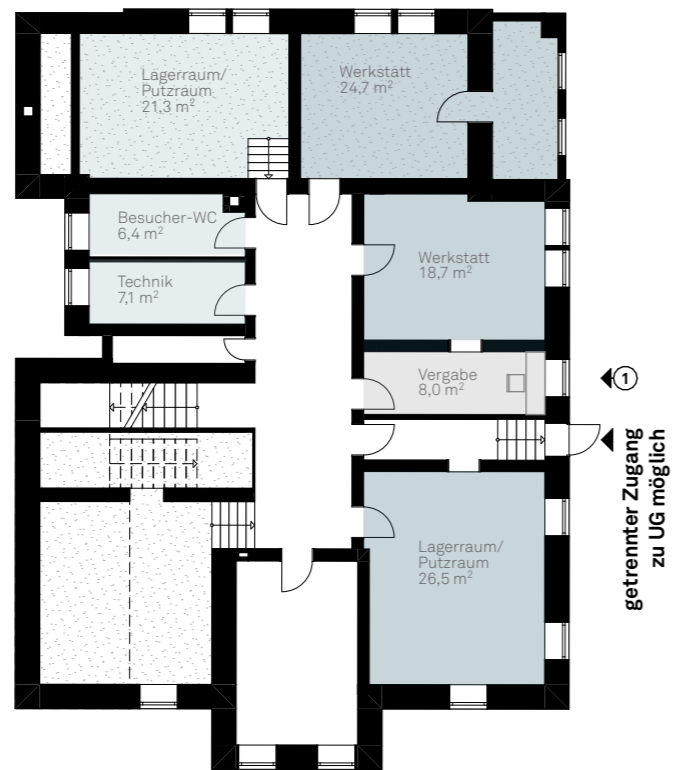 Lagerraum/
Putzraum
21,3 m²
Werkstatt
24,7 m²
Besucher-WC
6,4 m²
Technik
7,1 m²
Werkstatt
18,7 m²
Vergabe
8,0 m²
1
getrennter Zugang
zu UG möglich
Lagerraum/
Putzraum
26,5 m²